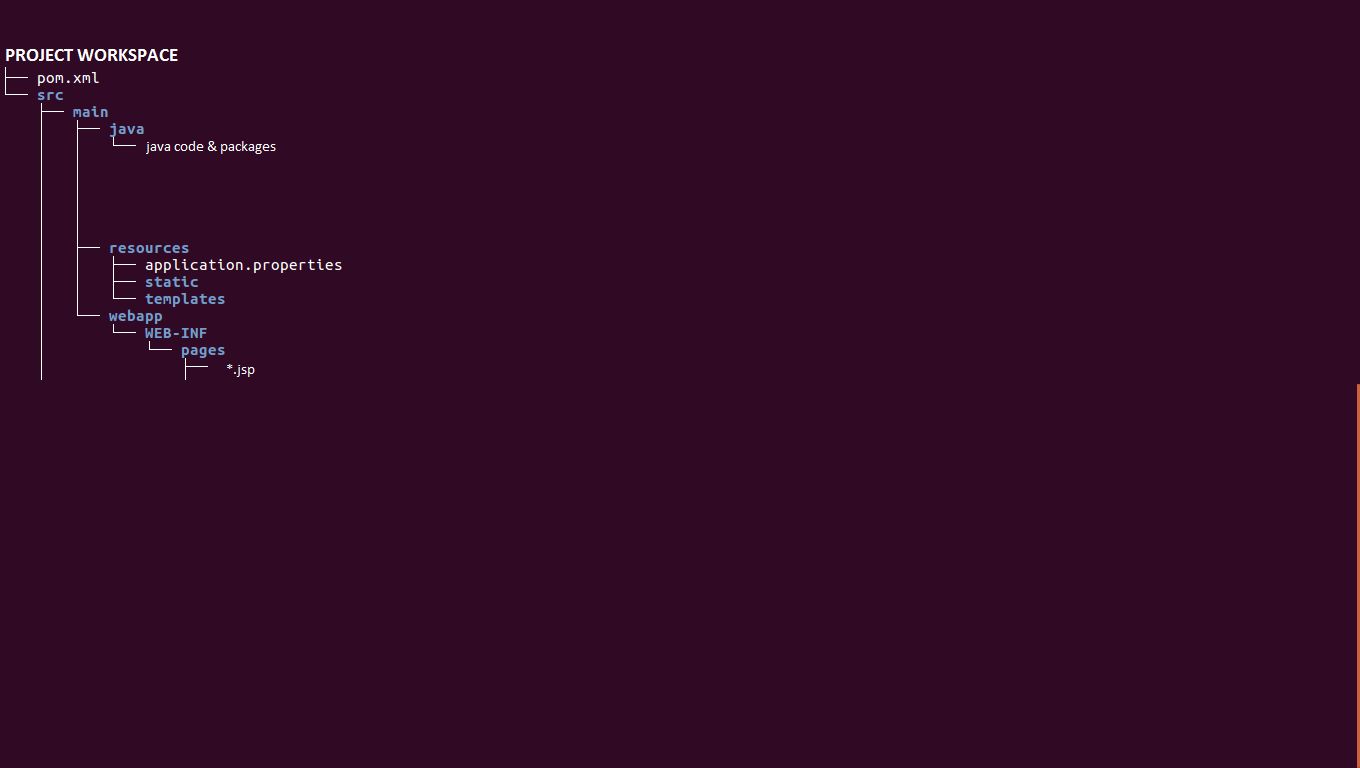 PROJECT WORKSPACE
pom.xml
src
main
java
java code & packages
resources
application.properties
static
templates
webapp
WEB-INF
pages
*.jsp